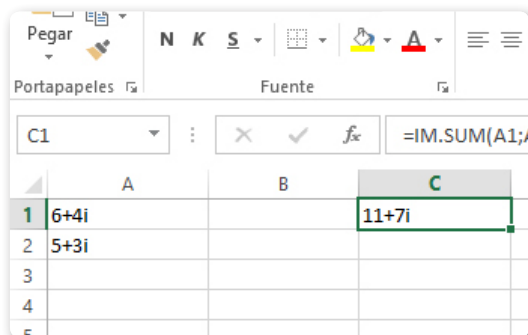 Pegar
N K S
A
Portapapeles
Fuente
C1
fx
=IM.SUM(A1;
A B C
1 6+4i 11+7i
2 5+3i
3
4